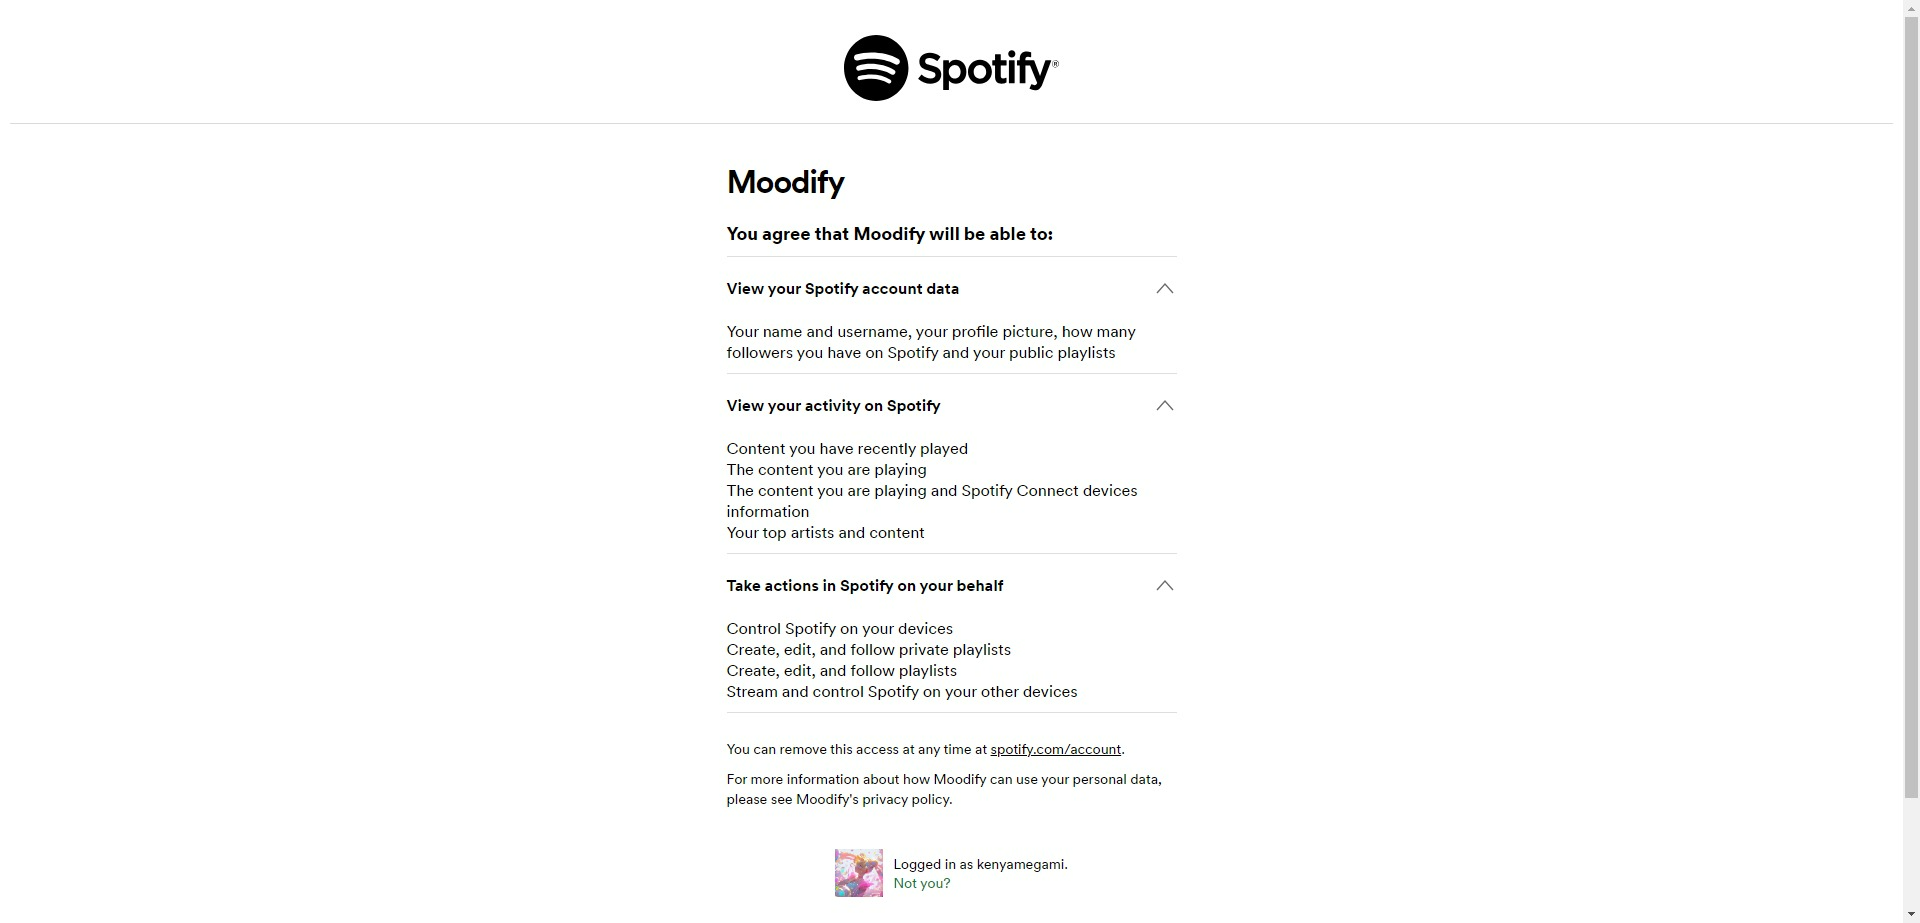 Spotify®
Moodify
You agree that Moodify will be able to:
View your Spotify account data
Your name and username, your profile picture, how many
followers you have on Spotify and your public playlists
View your activity on Spotify
Content you have recently played
The content you are playing
The content you are playing and Spotify Connect devices
information
Your top artists and content
Take actions in Spotify on your behalf
Control Spotify on your devices
Create, edit, and follow private playlists
Create, edit, and follow playlists
Stream and control Spotify on your other devices
You can remove this access at any time at spotify.com/account.
For more information about how Moodify can use your personal data,
please see Moodify's privacy policy.
Logged in as kenyamegami.
Not you?